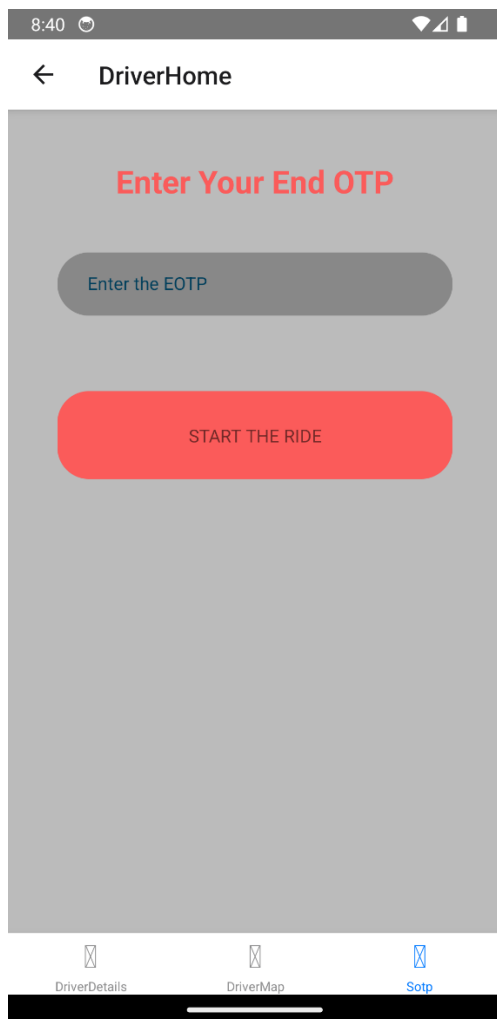 8:40
DriverHome
Enter Your End OTP
Enter the EOTP
START THE RIDE
DriverDetails
DriverMap
Sotp